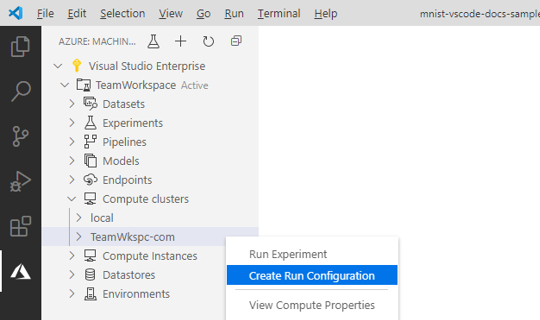 File Edit Selection View Go Run Terminal Help mnist-vscode-docs-sample
AZURE: MACHIN...
Visual Studio Enterprise
TeamWorkspace Active
Datasets
Experiments
Pipelines
Models
Endpoints
Compute clusters
local
TeamWkspc-com
Compute Instances
Datastores
Environments
Run Experiment
Create Run Configuration
View Compute Properties